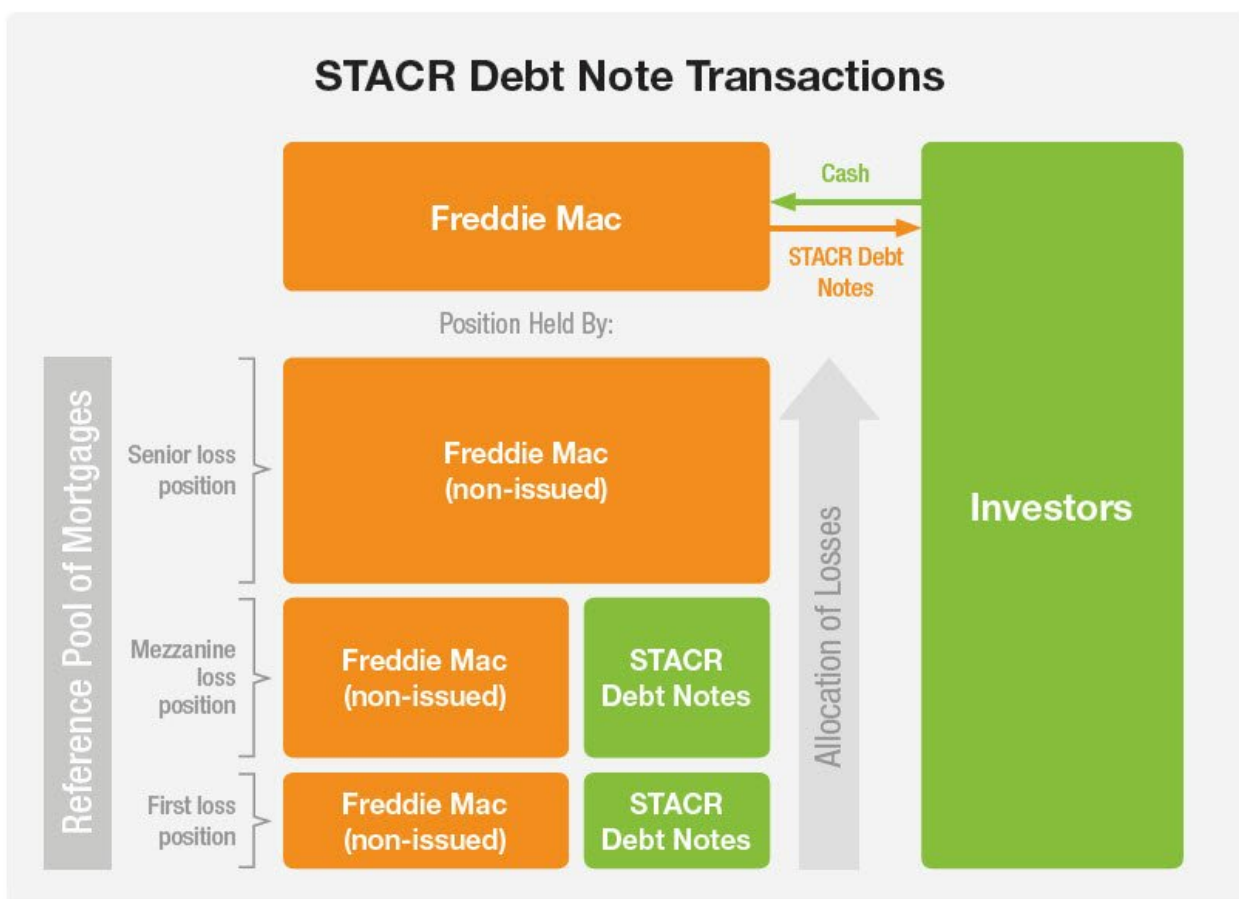 STACR Debt Note Transactions
Freddie Mac
Cash
STACR Debt
Notes
Investors
Position Held By:
Reference Pool of Mortgages
Senior loss
position
Freddie Mac
(non-issued)
Allocation of Losses
Mezzanine
loss
position
Freddie Mac
(non-issued)
STACR
Debt Notes
First loss
position
Freddie Mac
(non-issued)
STACR
Debt Notes